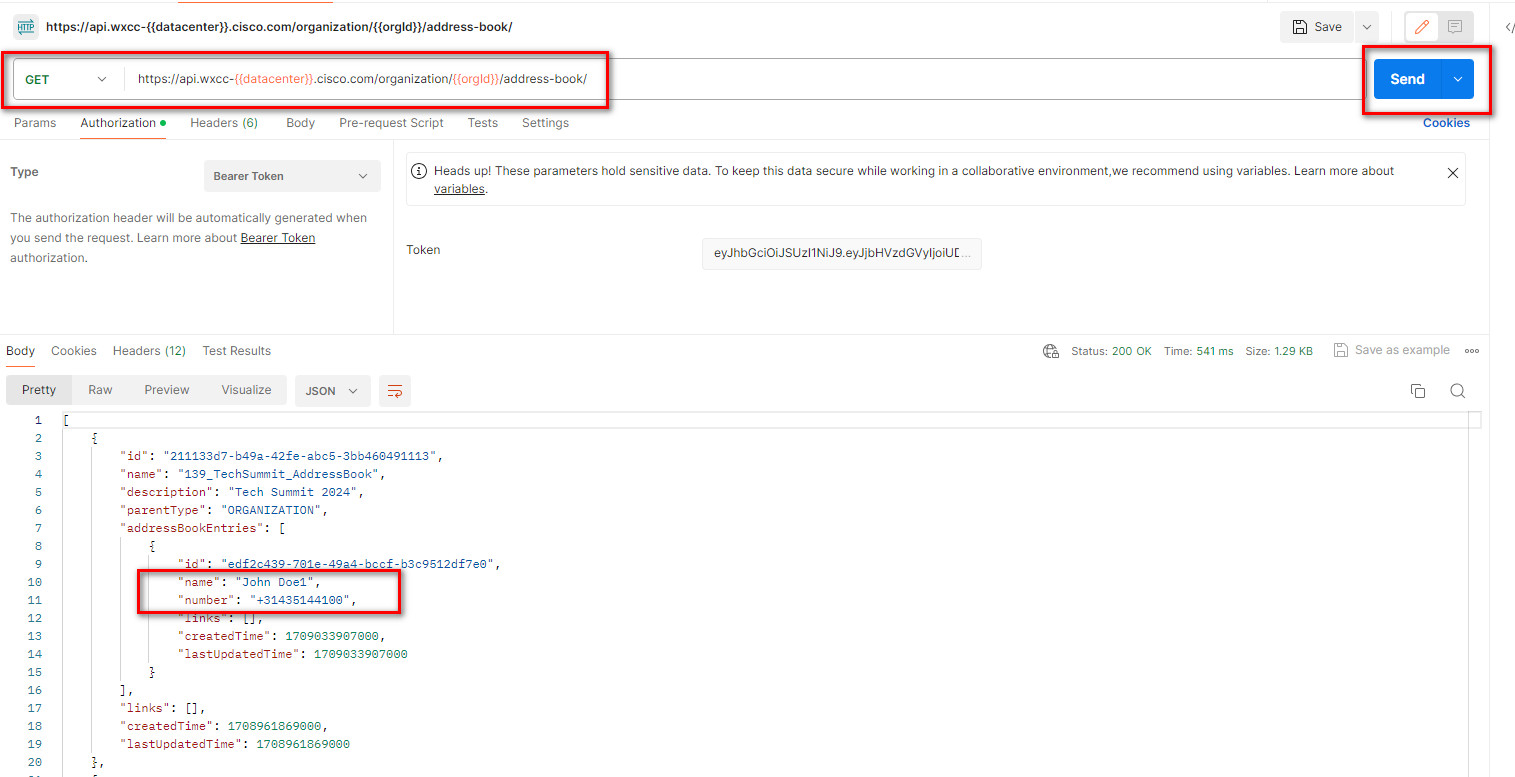 HTTP https://api.wxcc-{{datacenter}}.cisco.com/organization/{{orgId}}/address-book/ Save
GET https://api.wxcc-{{datacenter}}.cisco.com/organization/{{orgId}}/address-book/ Send
Params Authorization Headers (6) Body Pre-request Script Tests Settings Cookies
Type Bearer Token
The authorization header will be automatically generated when
you send the request. Learn more about Bearer Token
authorization.
Heads up! These parameters hold sensitive data. To keep this data secure while working in a collaborative environment,we recommend using variables. Learn more about
variables.
Token eyJhbGciOiJSUzI1NiJ9.eyJjbHVzdGVyIjoiUE...
Body Cookies Headers (12) Test Results Status: 200 OK Time: 541 ms Size: 1.29 KB Save as example
Pretty Raw Preview Visualize JSON
1 [
2 {
3 "id": "211133d7-b49a-42fe-abc5-3bb460491113",
4 "name": "139_TechSummit_AddressBook",
5 "description": "Tech Summit 2024",
6 "parentType": "ORGANIZATION",
7 "addressBookEntries": [
8 {
9 "id": "edf2c439-701e-49a4-bccf-b3c9512df7e0",
10 "name": "John Doe1",
11 "number": "+31435144100",
12 "links": [],
13 "createdTime": 1709033907000,
14 "lastUpdatedTime": 1709033907000
15 }
16 ],
17 "links": [],
18 "createdTime": 1708961869000,
19 "lastUpdatedTime": 1708961869000
20 },